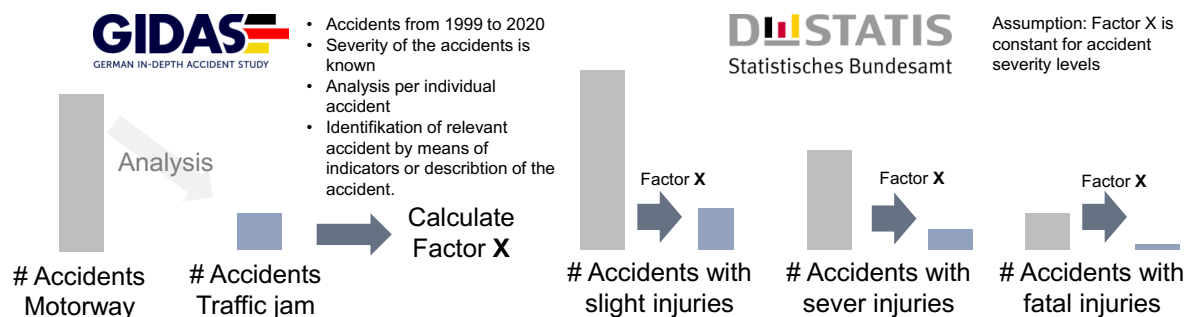 GIDAS
GERMAN IN-DEPTH ACCIDENT STUDY
• Accidents from 1999 to 2020
• Severity of the accidents is
known
• Analysis per individual
accident
• Identifikation of relevant
accident by means of
indicators or describtion of the
accident.
Analysis
Calculate
Factor X
# Accidents
Motorway
# Accidents
Traffic jam
DESTATIS
Statistisches Bundesamt
Assumption: Factor X is
constant for accident
severity levels
Factor X
Factor X
Factor X
# Accidents with
slight injuries
# Accidents with
sever injuries
# Accidents with
fatal injuries